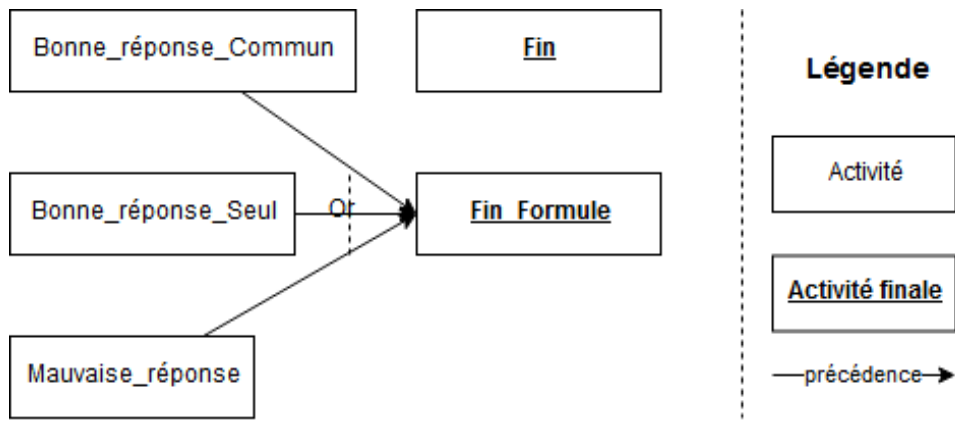 Bonne_réponse_Commun
Fin
Légende
Activité
Bonne_réponse_Seul
Or
Fin_Formule
Activité finale
Mauvaise_réponse
précédence